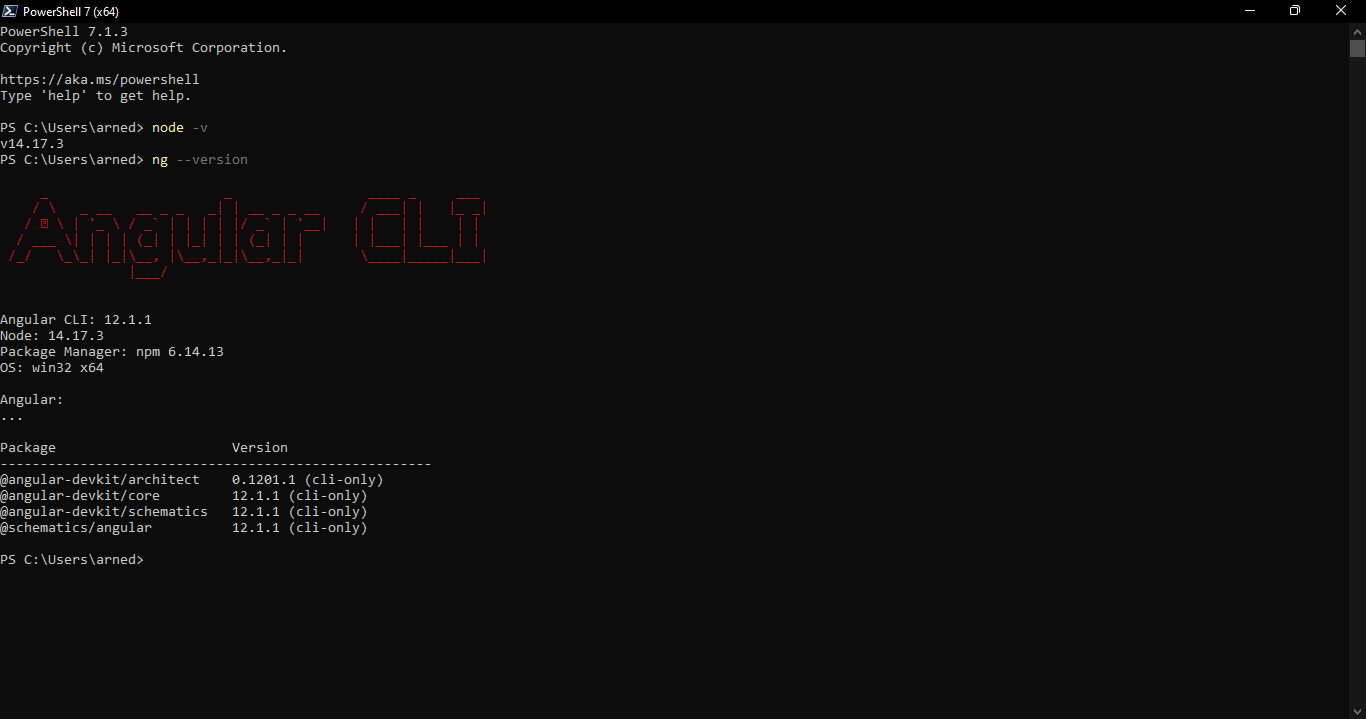 PowerShell 7 (x64)
PowerShell 7.1.3
Copyright (c) Microsoft Corporation.
https://aka.ms/powershell
Type 'help' to get help.
PS C:\Users\arned> node -v
v14.17.3
PS C:\Users\arned> ng --version
Angular CLI
Angular CLI: 12.1.1
Node: 14.17.3
Package Manager: npm 6.14.13
OS: win32 x64
Angular:
...
Package Version
------------------------------------------------------
@angular-devkit/architect 0.1201.1 (cli-only)
@angular-devkit/core 12.1.1 (cli-only)
@angular-devkit/schematics 12.1.1 (cli-only)
@schematics/angular 12.1.1 (cli-only)
PS C:\Users\arned>